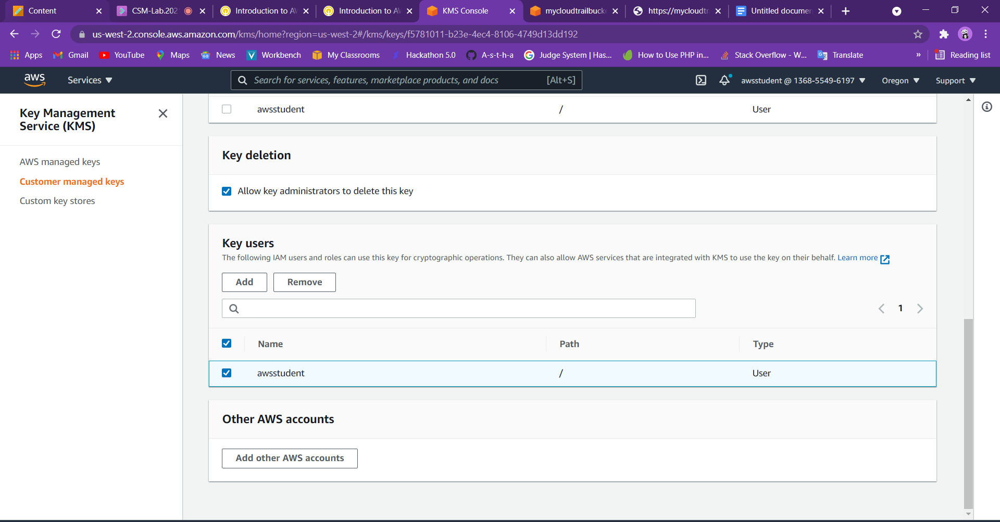 Content
CSM-Lab.202
Introduction to AW
Introduction to AW
KMS Console
mycloudtrailbucke
https://mycloudtr
Untitled document
us-west-2.console.aws.amazon.com/kms/home?region=us-west-2#/kms/keys/f5781011-b23e-4ec4-8106-4749d13dd192
Apps
Gmail
YouTube
Maps
News
Workbench
My Classrooms
Hackathon 5.0
A-s-t-h-a
Judge System | Has...
How to Use PHP in...
Stack Overflow - W...
Translate
»
Reading list
aws
Services
Search for services, features, marketplace products, and docs
[Alt+S]
awsstudent @ 1368-5549-6197
Oregon
Support
Key Management
Service (KMS)
AWS managed keys
Customer managed keys
Custom key stores
awsstudent / User
Key deletion
Allow key administrators to delete this key
Key users
The following IAM users and roles can use this key for cryptographic operations. They can also allow AWS services that are integrated with KMS to use the key on their behalf. Learn more
Add Remove
1
Name Path Type
awsstudent / User
Other AWS accounts
Add other AWS accounts